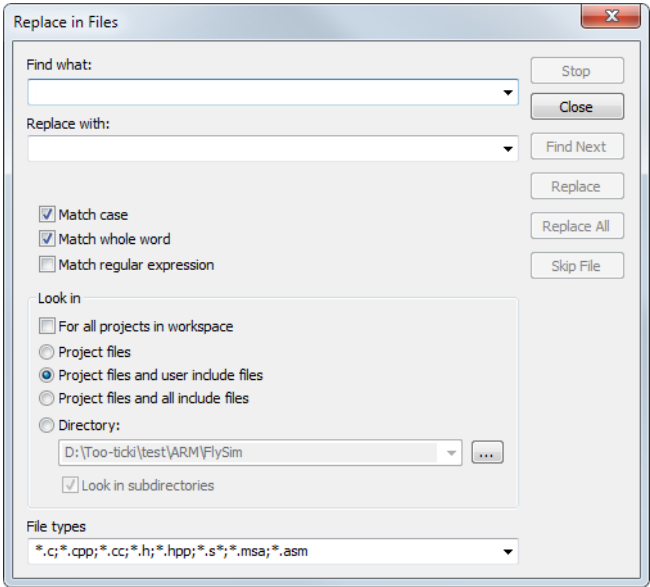 Replace in Files
Find what:
Stop
Close
Replace with:
Find Next
Replace
Match case
Replace All
Match whole word
Match regular expression
Skip File
Look in
For all projects in workspace
Project files
Project files and user include files
Project files and all include files
Directory:
D:\Too-ticki\test\ARM\FlySim
...
Look in subdirectories
File types
*.c;*.cpp;*.cc;*.h;*.hpp;*.s*;*.msa;*.asm